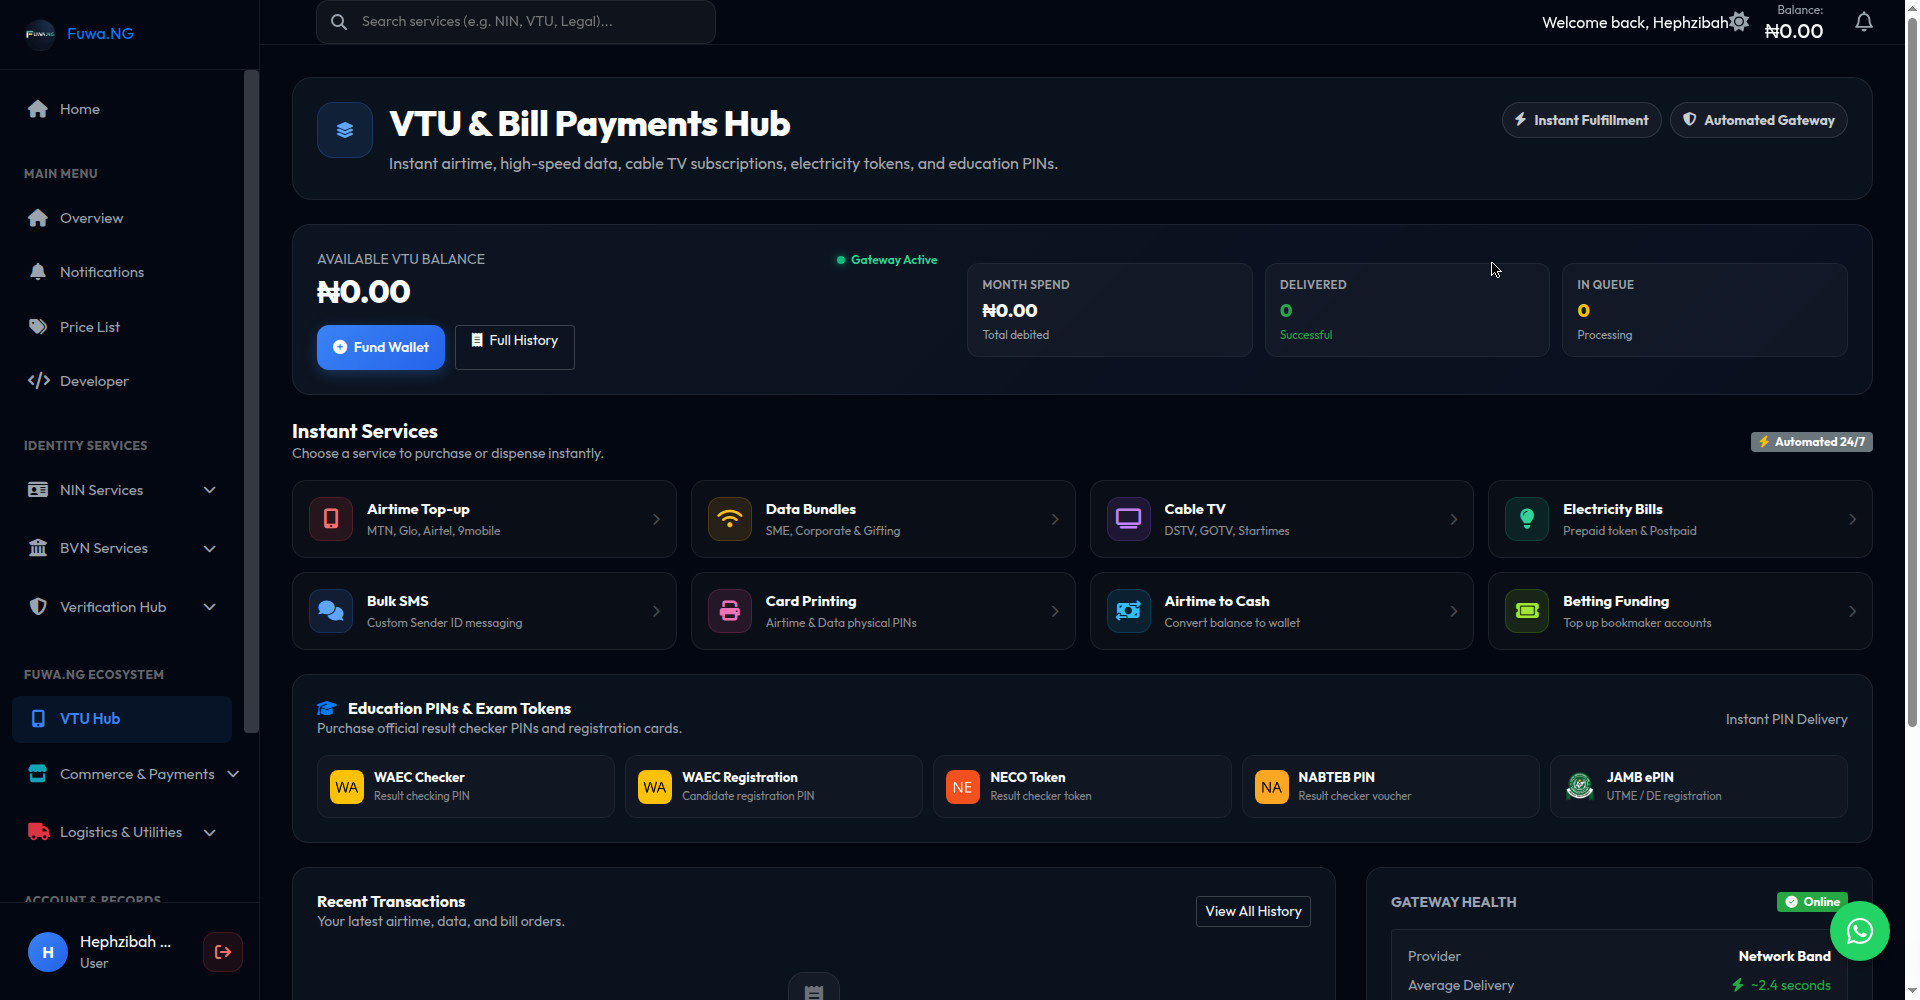 Fuwa.NG
Fuwa.NG
Search services (e.g. NIN, VTU, Legal)...
Welcome back, Hephzibah
Balance:
₦0.00
Home
MAIN MENU
Overview
Notifications
Price List
Developer
IDENTITY SERVICES
NIN Services
BVN Services
Verification Hub
FUWA.NG ECOSYSTEM
VTU Hub
Commerce & Payments
Logistics & Utilities
ACCOUNT & RECORDS
H
Hephzibah ...
User
VTU & Bill Payments Hub
Instant airtime, high-speed data, cable TV subscriptions, electricity tokens, and education PINs.
Instant Fulfillment
Automated Gateway
AVAILABLE VTU BALANCE
Gateway Active
₦0.00
Fund Wallet
Full History
MONTH SPEND
₦0.00
Total debited
DELIVERED
0
Successful
IN QUEUE
0
Processing
Instant Services
Choose a service to purchase or dispense instantly.
Automated 24/7
Airtime Top-up
MTN, Glo, Airtel, 9mobile
Data Bundles
SME, Corporate & Gifting
Cable TV
DSTV, GOTV, Startimes
Electricity Bills
Prepaid token & Postpaid
Bulk SMS
Custom Sender ID messaging
Card Printing
Airtime & Data physical PINs
Airtime to Cash
Convert balance to wallet
Betting Funding
Top up bookmaker accounts
Education PINs & Exam Tokens
Purchase official result checker PINs and registration cards.
Instant PIN Delivery
WA
WAEC Checker
Result checking PIN
WA
WAEC Registration
Candidate registration PIN
NE
NECO Token
Result checker token
NA
NABTEB PIN
Result checker voucher
JAMB ePIN
UTME / DE registration
Recent Transactions
Your latest airtime, data, and bill orders.
View All History
GATEWAY HEALTH
Online
Provider
Network Band
Average Delivery
~2.4 seconds